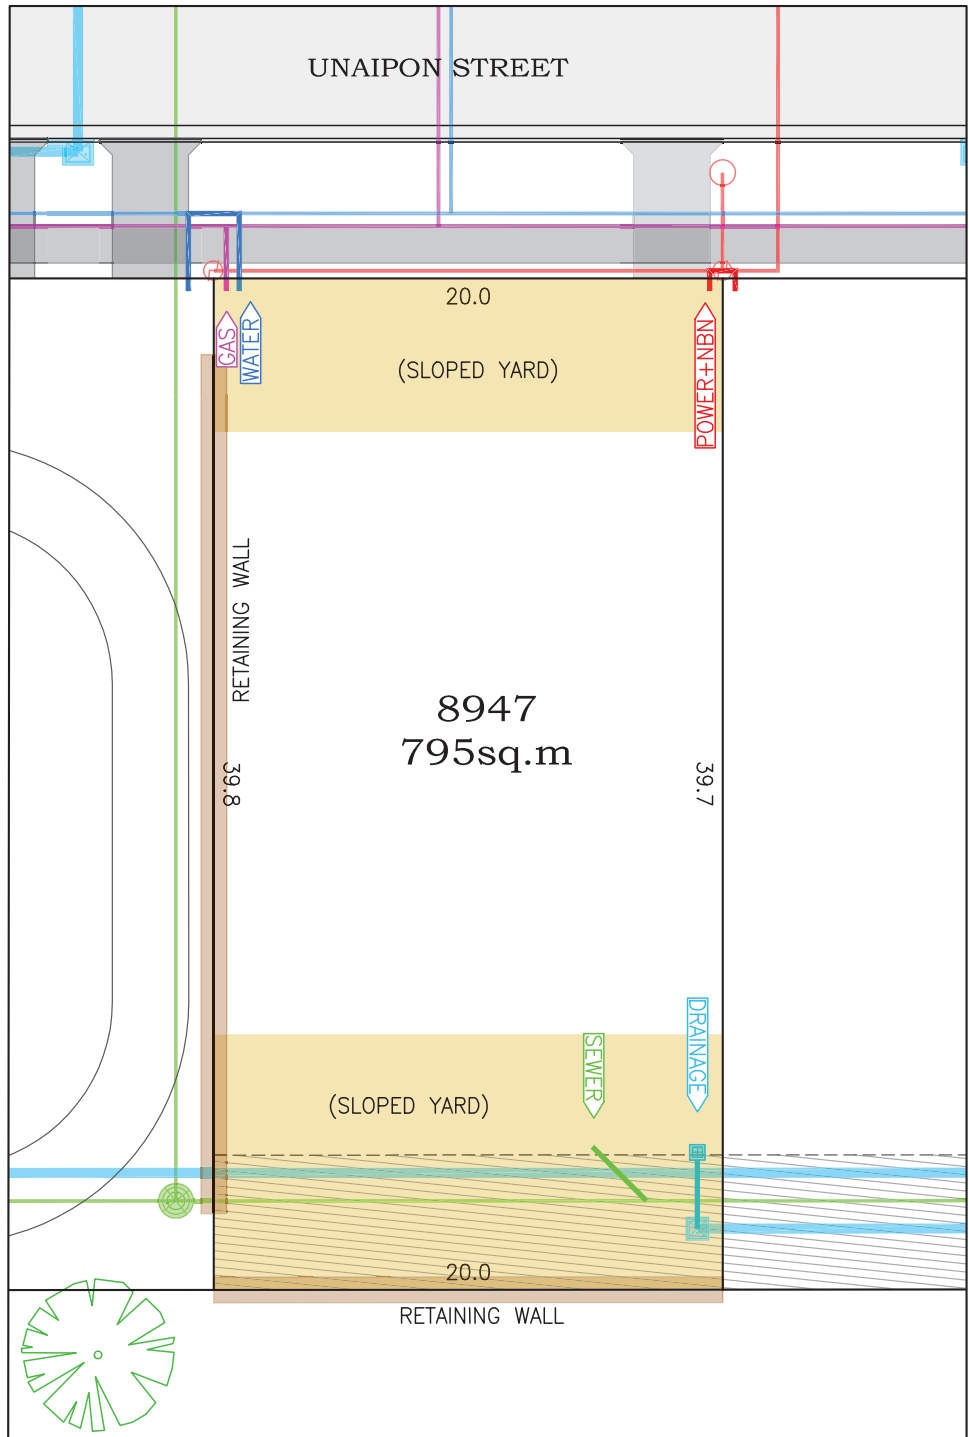 UNAIPON STREET
20.0
GAS
WATER
POWER+NBN
(SLOPED YARD)
RETAINING WALL
8947
795sq.m
39.8
39.7
SEWER
DRAINAGE
(SLOPED YARD)
20.0
RETAINING WALL